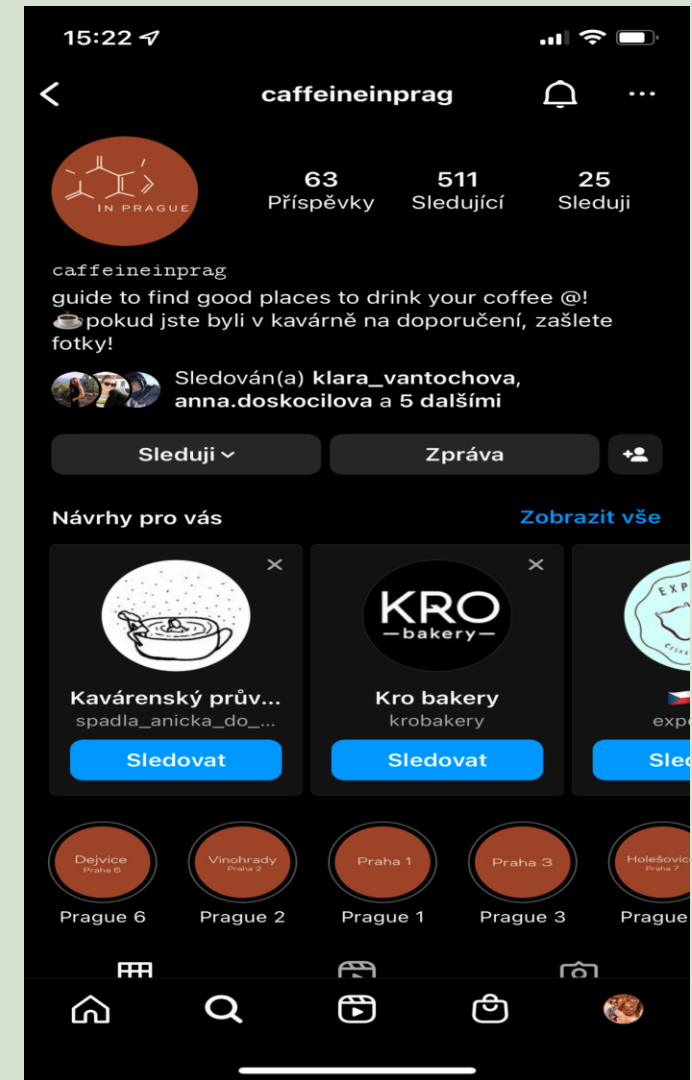 15:22
caffeineinprag
IN PRAGUE
63 511 25
Příspěvky Sledující Sleduji
caffeineinprag
guide to find good places to drink your coffee @!
pokud jste byli v kavárně na doporučení, zašlete
fotky!
Sledován(a) klara_vantochova,
anna.doskocilova a 5 dalšími
Sleduji Zpráva
Návrhy pro vás Zobrazit vše
KRO
bakery
Kavárenský prův...
spadla_anicka_do_...
Sledovat
Kro bakery
krobakery
Sledovat
Dejvice
Praha 6
Vinohrady
Praha 2
Praha 1
Praha 3
Praha 7
Prague 6 Prague 2 Prague 1 Prague 3 Prague